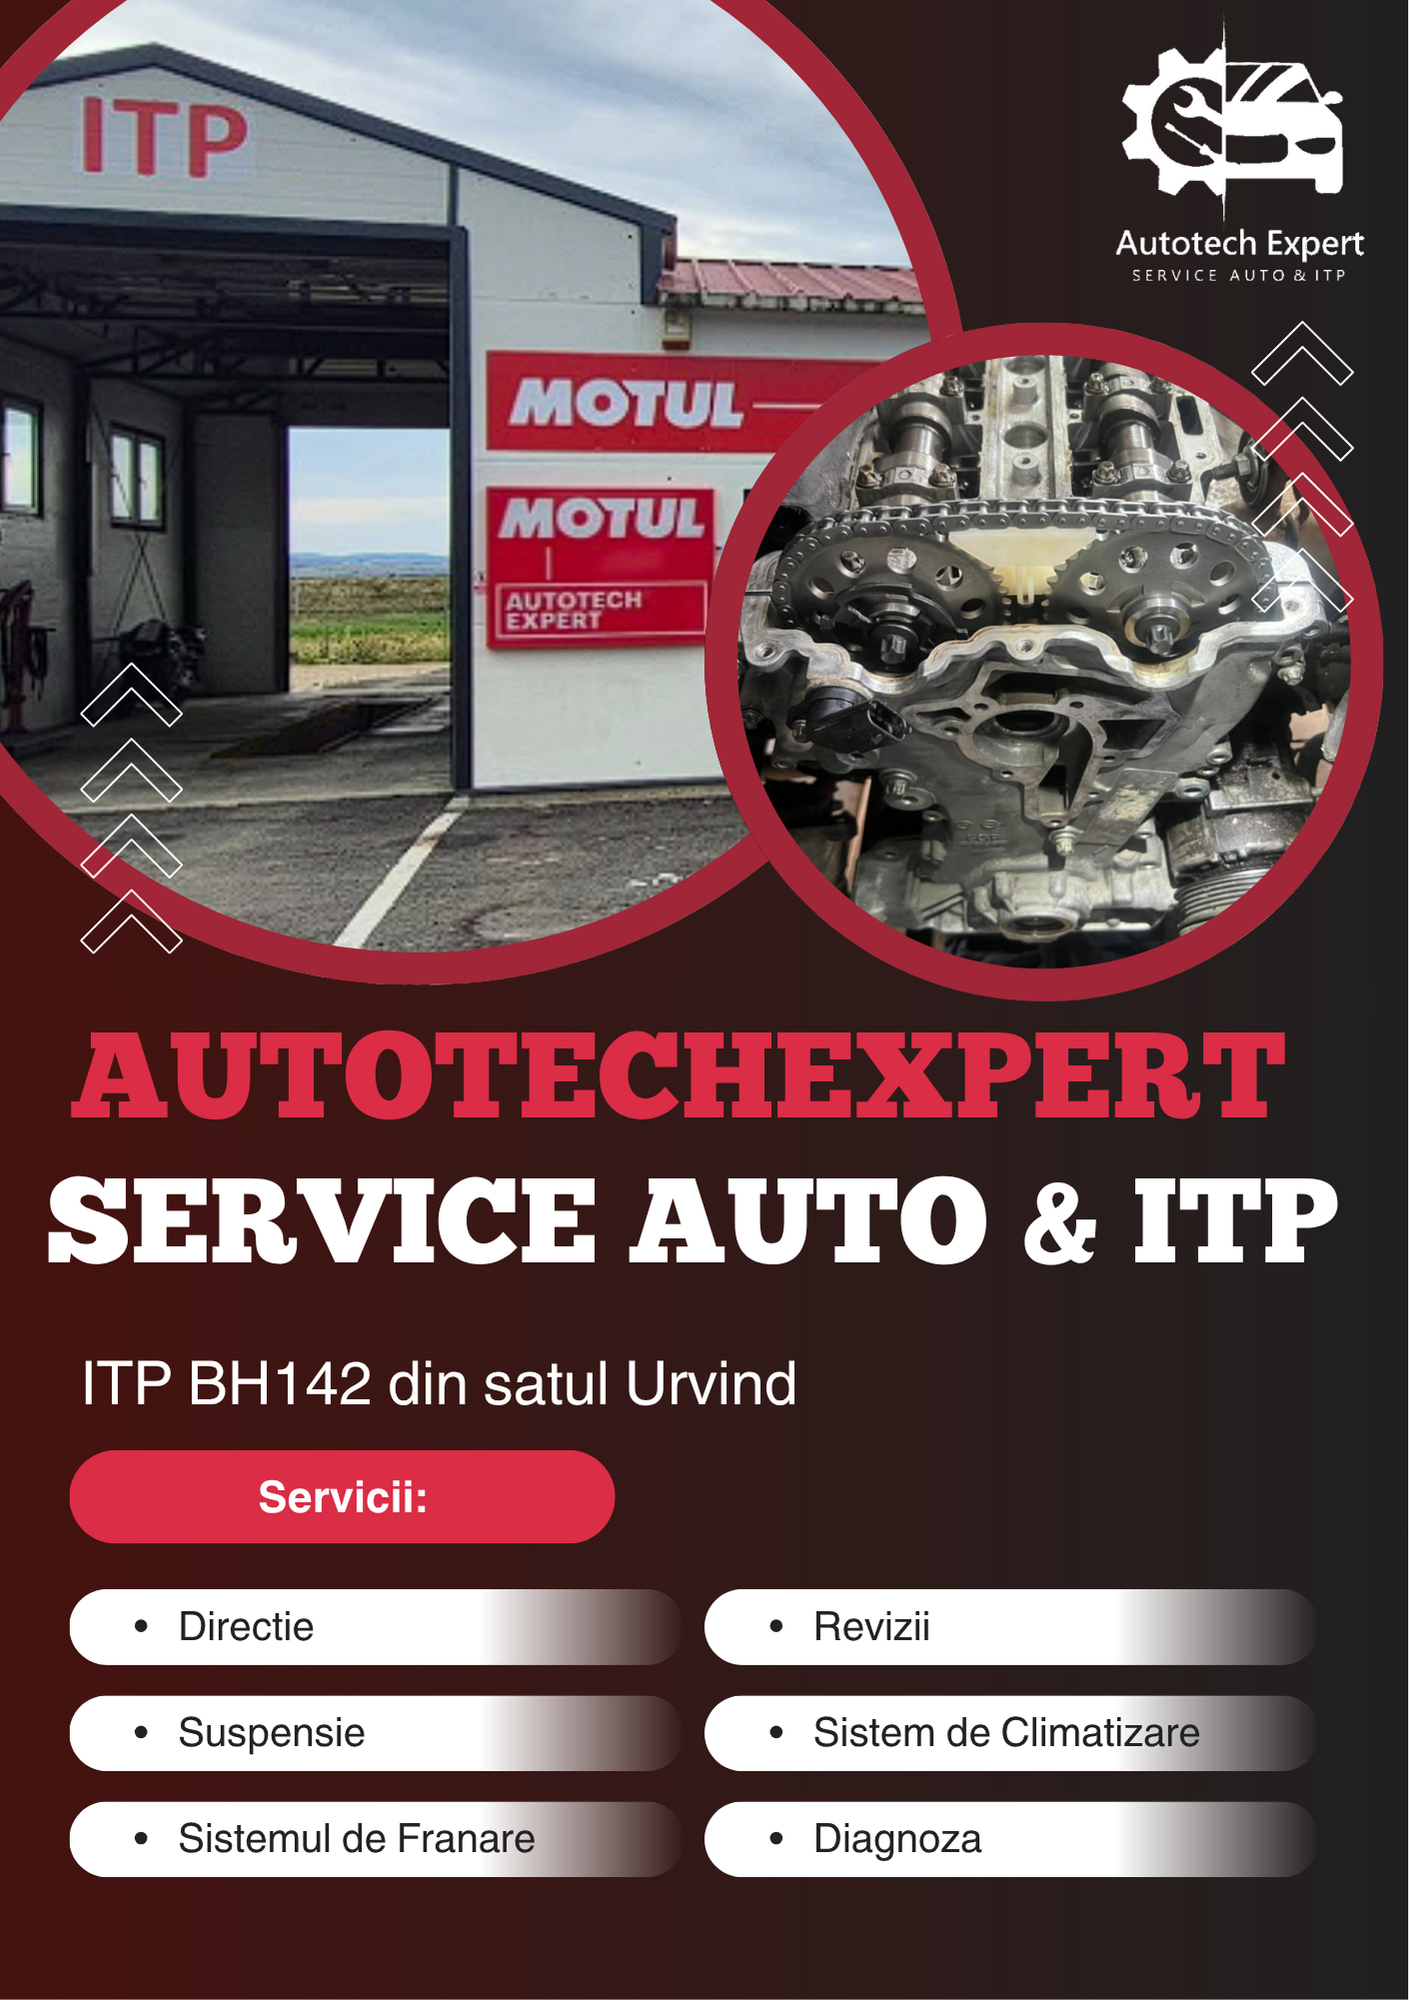 ITP
Autotech Expert
SERVICE AUTO & ITP
MOTUL
MOTUL
AUTOTECH
EXPERT
AUTOTECHEXPERT
SERVICE AUTO & ITP
ITP BH142 din satul Urvind
Servicii:
• Directie
• Revizii
• Suspensie
• Sistem de Climatizare
• Sistemul de Franare
• Diagnoza